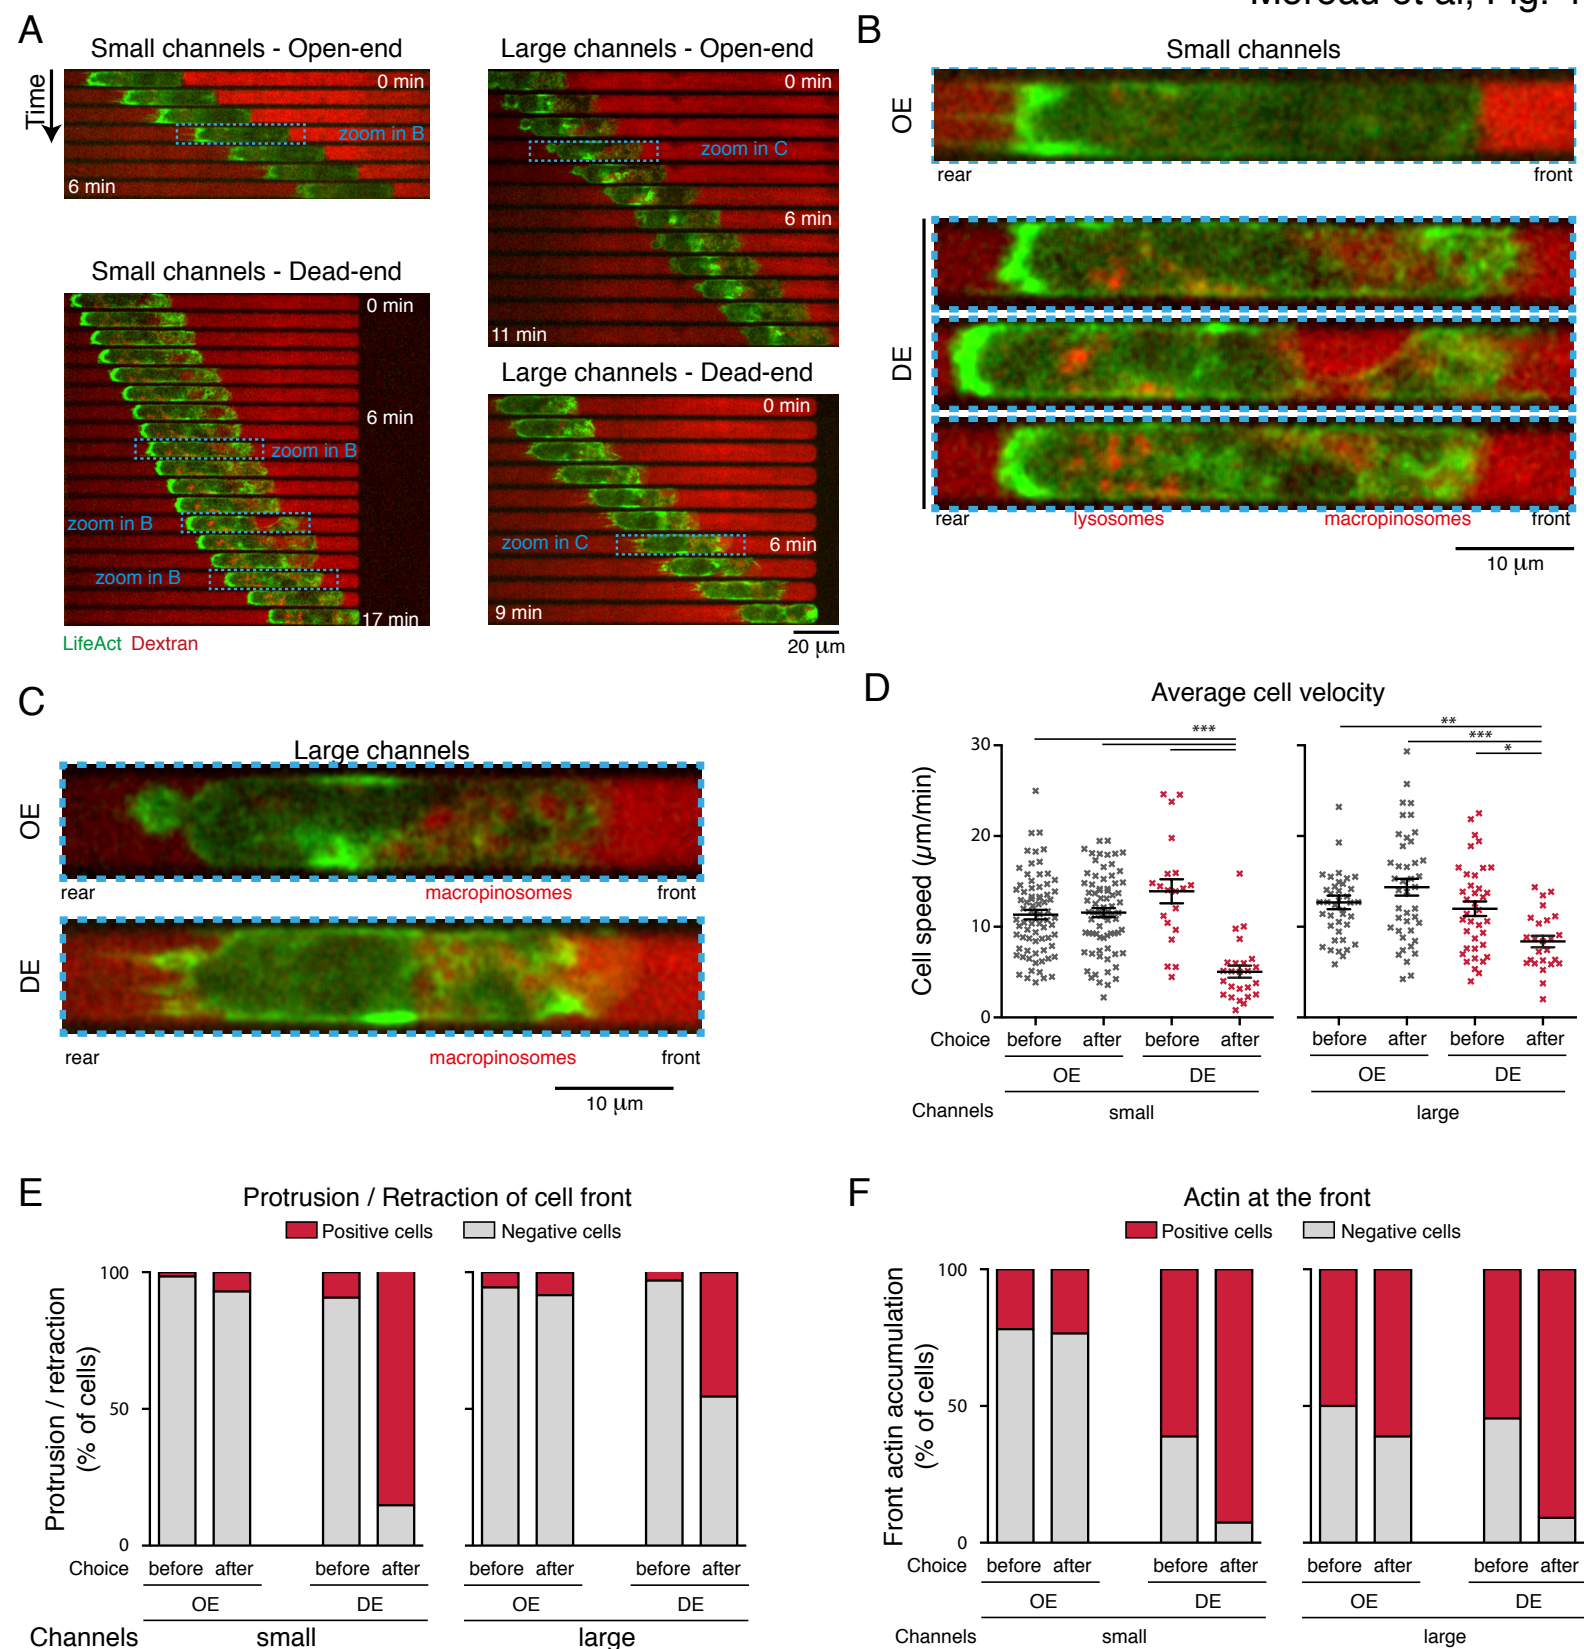 Moreau et al, Fig. 4
A
Small channels - Open-end
Time
0 min
zoom in B
6 min
Large channels - Open-end
0 min
zoom in C
6 min
11 min
Small channels - Dead-end
0 min
6 min
zoom in B
zoom in B
zoom in B
17 min
LifeAct Dextran
Large channels - Dead-end
0 min
zoom in C
6 min
9 min
20 µm
B
Small channels
OE
rear front
DE
rear lysosomes macropinosomes front
10 µm
C
Large channels
OE
rear macropinosomes front
DE
rear macropinosomes front
10 µm
D
Average cell velocity
Cell speed (µm/min)
30
20
10
0
***
**
***
*
Choice before after before after before after before after
OE DE OE DE
Channels small large
E
Protrusion / Retraction of cell front
Positive cells Negative cells
Protrusion / retraction
(% of cells)
100
50
0
Choice before after before after before after before after
OE DE OE DE
Channels small large
F
Actin at the front
Positive cells Negative cells
Front actin accumulation
(% of cells)
100
50
0
Choice before after before after before after before after
OE DE OE DE
Channels small large